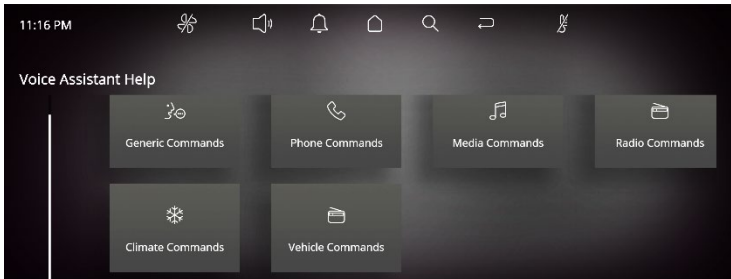 11:16 PM
Voice Assistant Help
Generic Commands
Phone Commands
Media Commands
Radio Commands
Climate Commands
Vehicle Commands